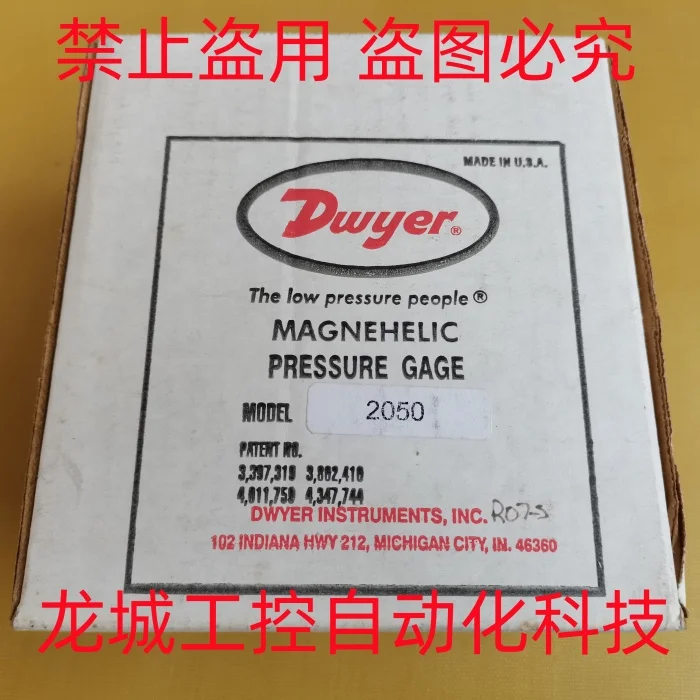 禁止盗用 盗图必究
MADE IN U.S.A.
Dwyer®
The low pressure people®
MAGNEHELIC
PRESSURE GAGE
MODEL 2050
PATENT NO.
3,397,319 3,862,416
4,011,759 4,347,744
DWYER INSTRUMENTS, INC. R07-S
102 INDIANA HWY 212, MICHIGAN CITY, IN. 46360
龙城工控自动化科技